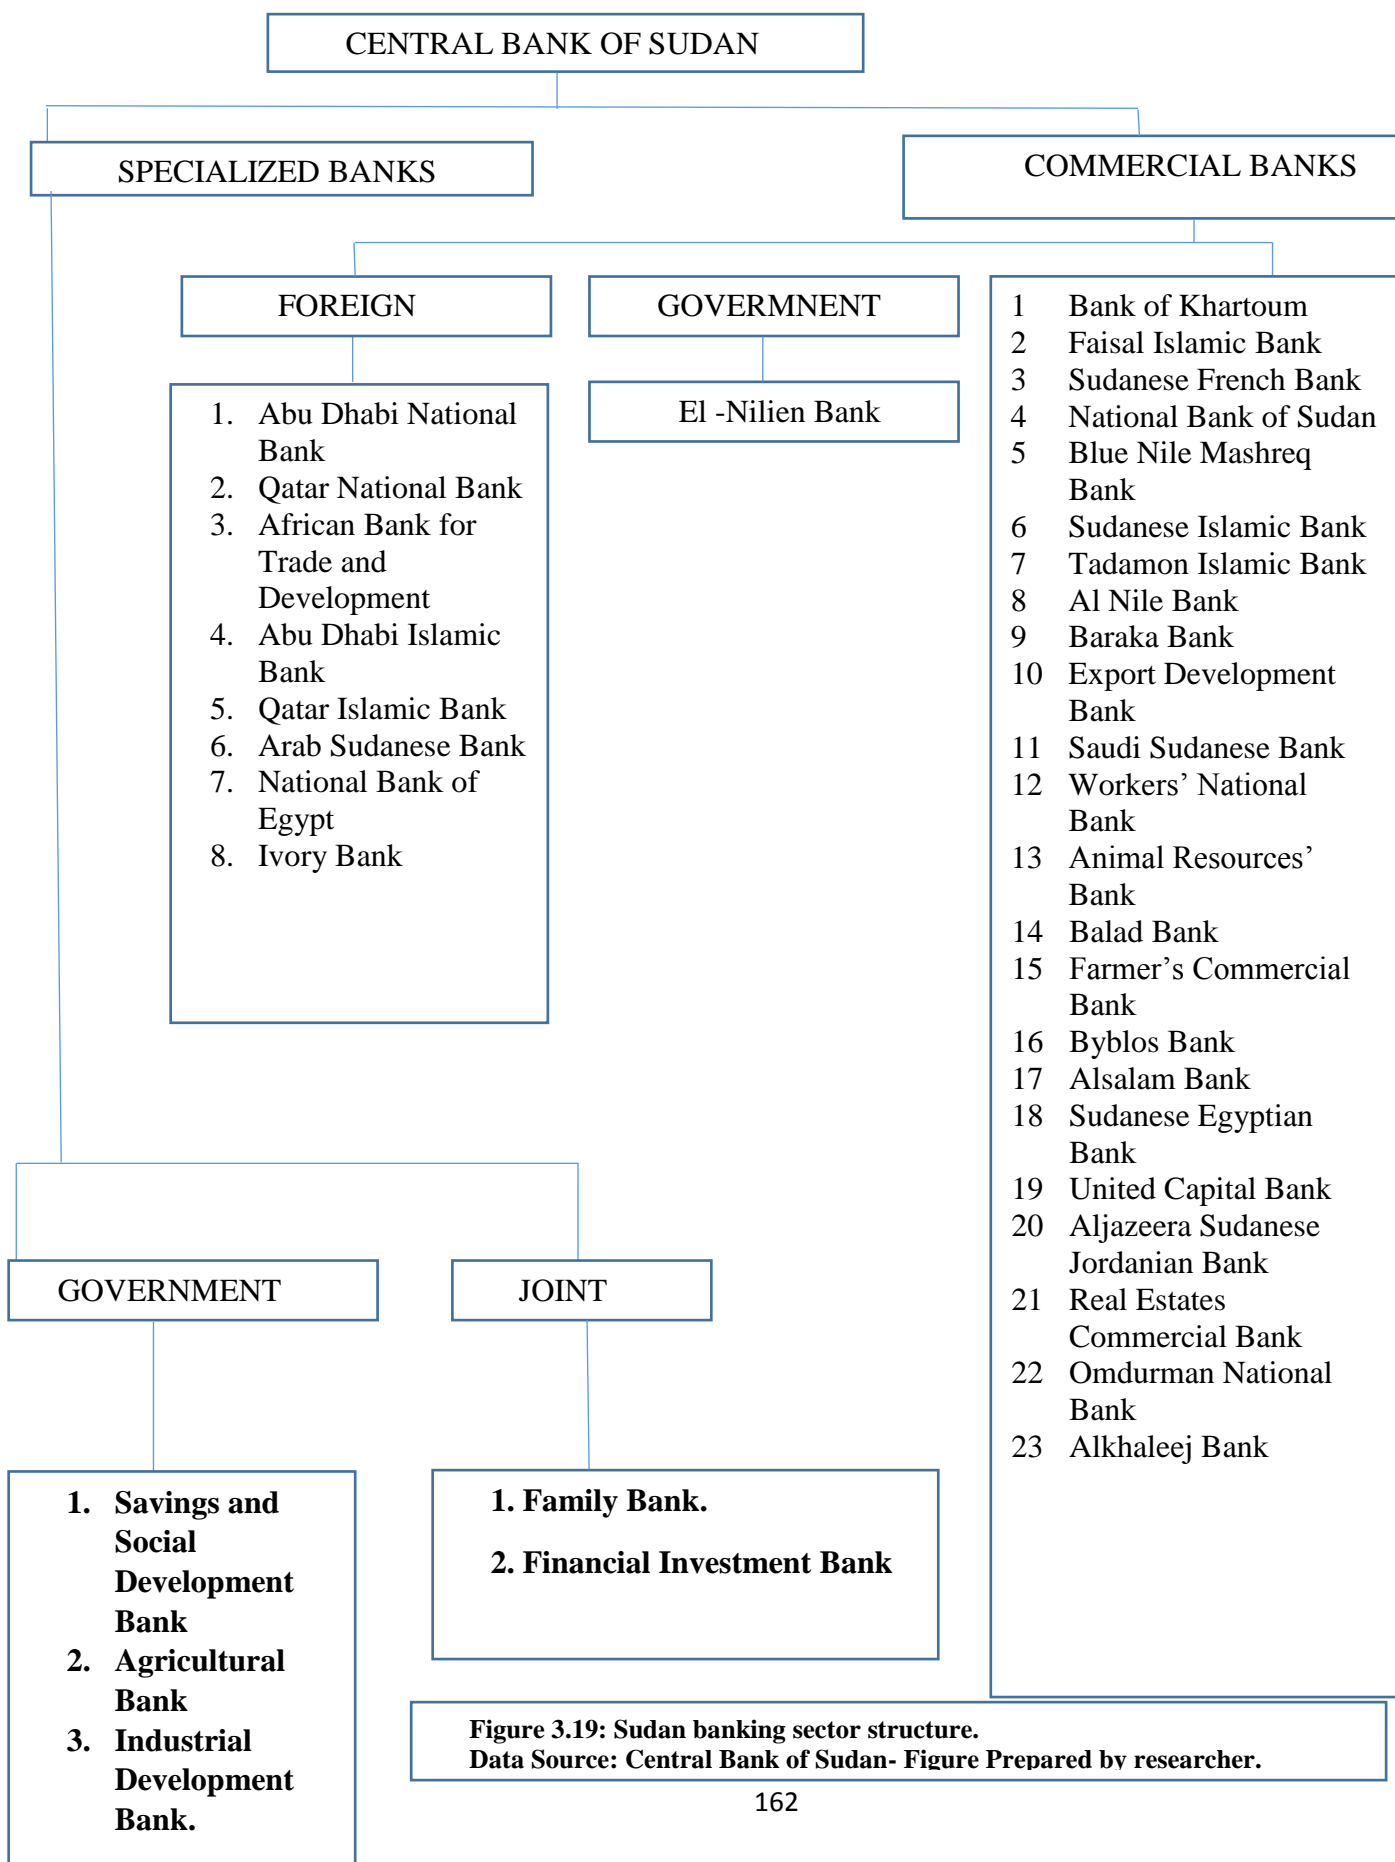 CENTRAL BANK OF SUDAN
SPECIALIZED BANKS
COMMERCIAL BANKS
FOREIGN
GOVERMNENT
El -Nilien Bank
1. Abu Dhabi National
Bank
2. Qatar National Bank
3. African Bank for
Trade and
Development
4. Abu Dhabi Islamic
Bank
5. Qatar Islamic Bank
6. Arab Sudanese Bank
7. National Bank of
Egypt
8. Ivory Bank
1 Bank of Khartoum
2 Faisal Islamic Bank
3 Sudanese French Bank
4 National Bank of Sudan
5 Blue Nile Mashreq
Bank
6 Sudanese Islamic Bank
7 Tadamon Islamic Bank
8 Al Nile Bank
9 Baraka Bank
10 Export Development
Bank
11 Saudi Sudanese Bank
12 Workers’ National
Bank
13 Animal Resources’
Bank
14 Balad Bank
15 Farmer’s Commercial
Bank
16 Byblos Bank
17 Alsalam Bank
18 Sudanese Egyptian
Bank
19 United Capital Bank
20 Aljazeera Sudanese
Jordanian Bank
21 Real Estates
Commercial Bank
22 Omdurman National
Bank
23 Alkhaleej Bank
GOVERNMENT
JOINT
1. Savings and
Social
Development
Bank
2. Agricultural
Bank
3. Industrial
Development
Bank.
1. Family Bank.
2. Financial Investment Bank
Figure 3.19: Sudan banking sector structure.
Data Source: Central Bank of Sudan- Figure Prepared by researcher.
162